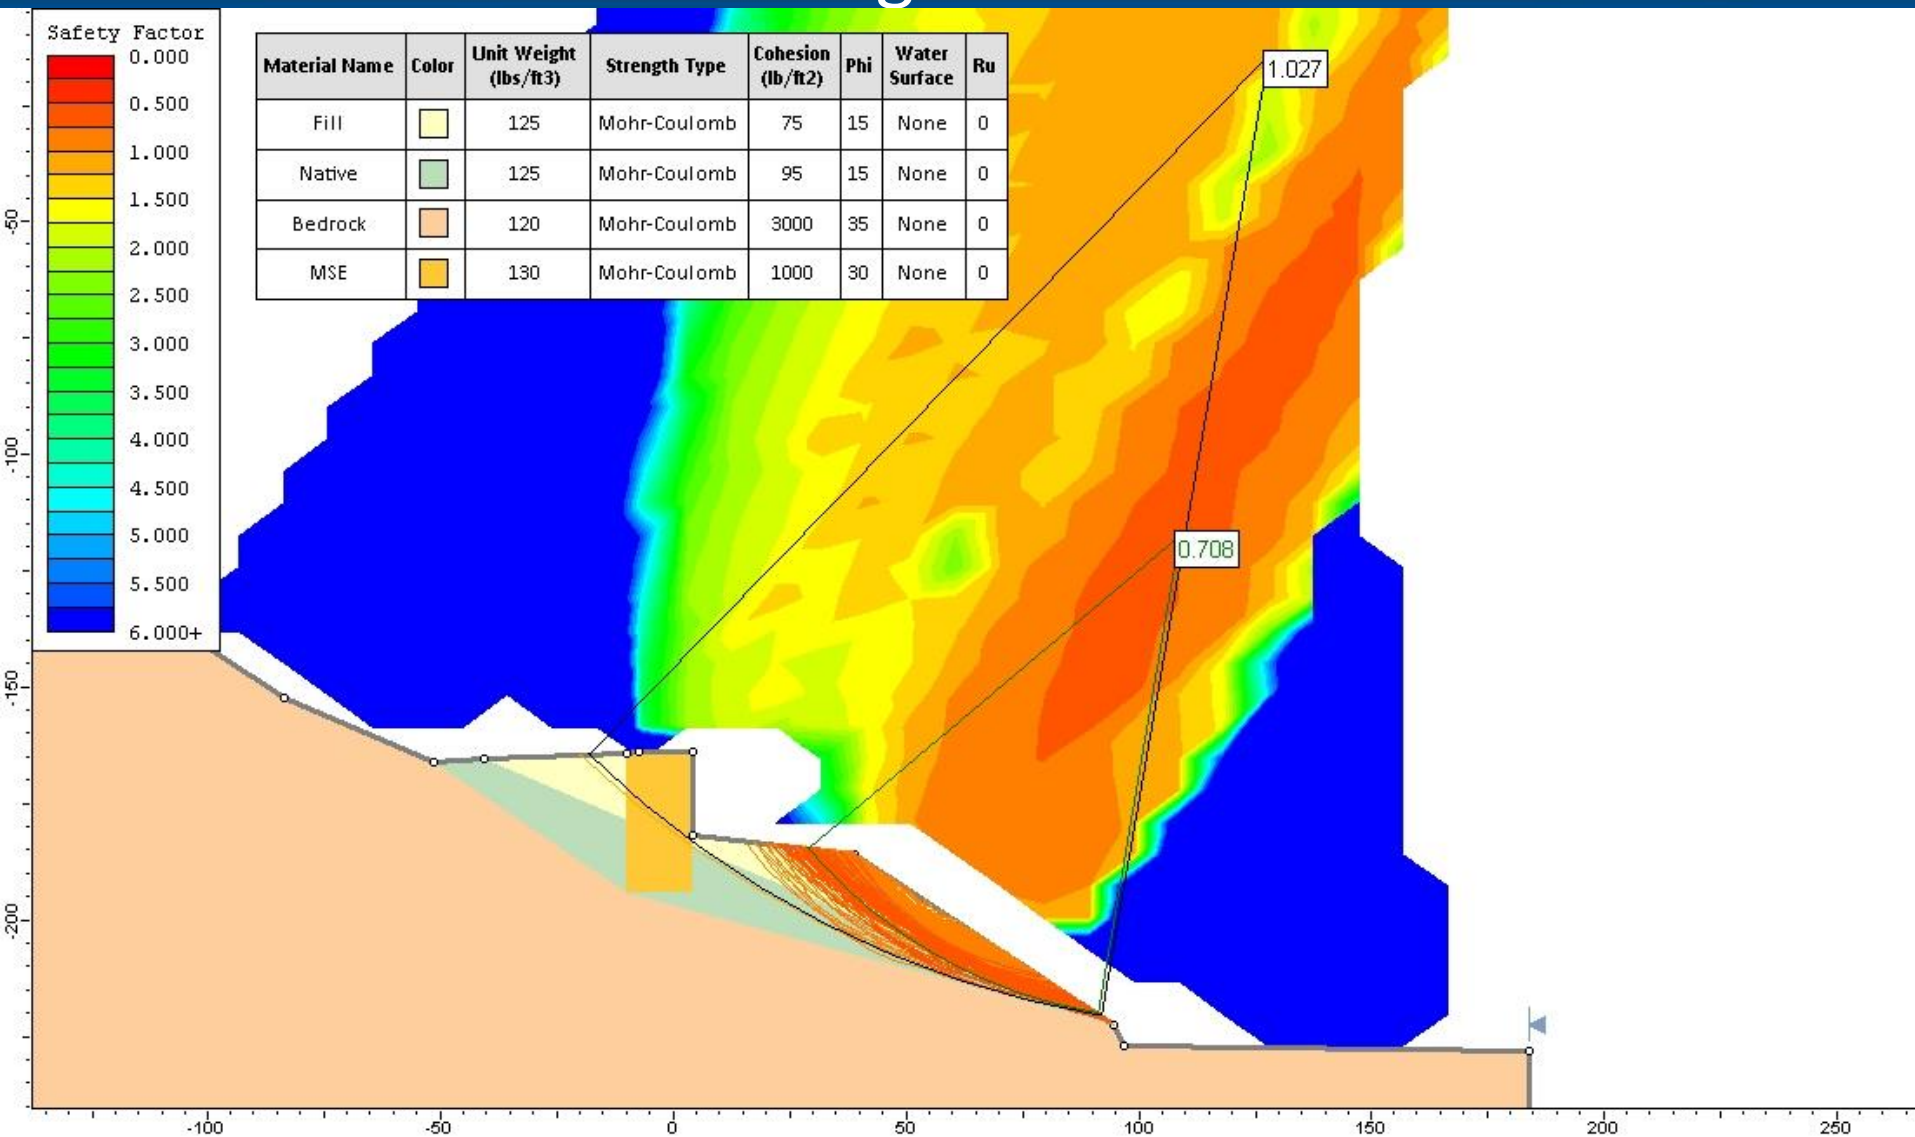 Safety Factor
0.000
0.500
1.000
1.500
2.000
2.500
3.000
3.500
4.000
4.500
5.000
5.500
6.000+
Material Name Color Unit Weight (lbs/ft3) Strength Type Cohesion (lb/ft2) Phi Water Surface Ru
Fill 125 Mohr-Coulomb 75 15 None 0
Native 125 Mohr-Coulomb 95 15 None 0
Bedrock 120 Mohr-Coulomb 3000 35 None 0
MSE 130 Mohr-Coulomb 1000 30 None 0
1.027
0.708
-50
-100
-150
-200
-100 -50 0 50 100 150 200 250